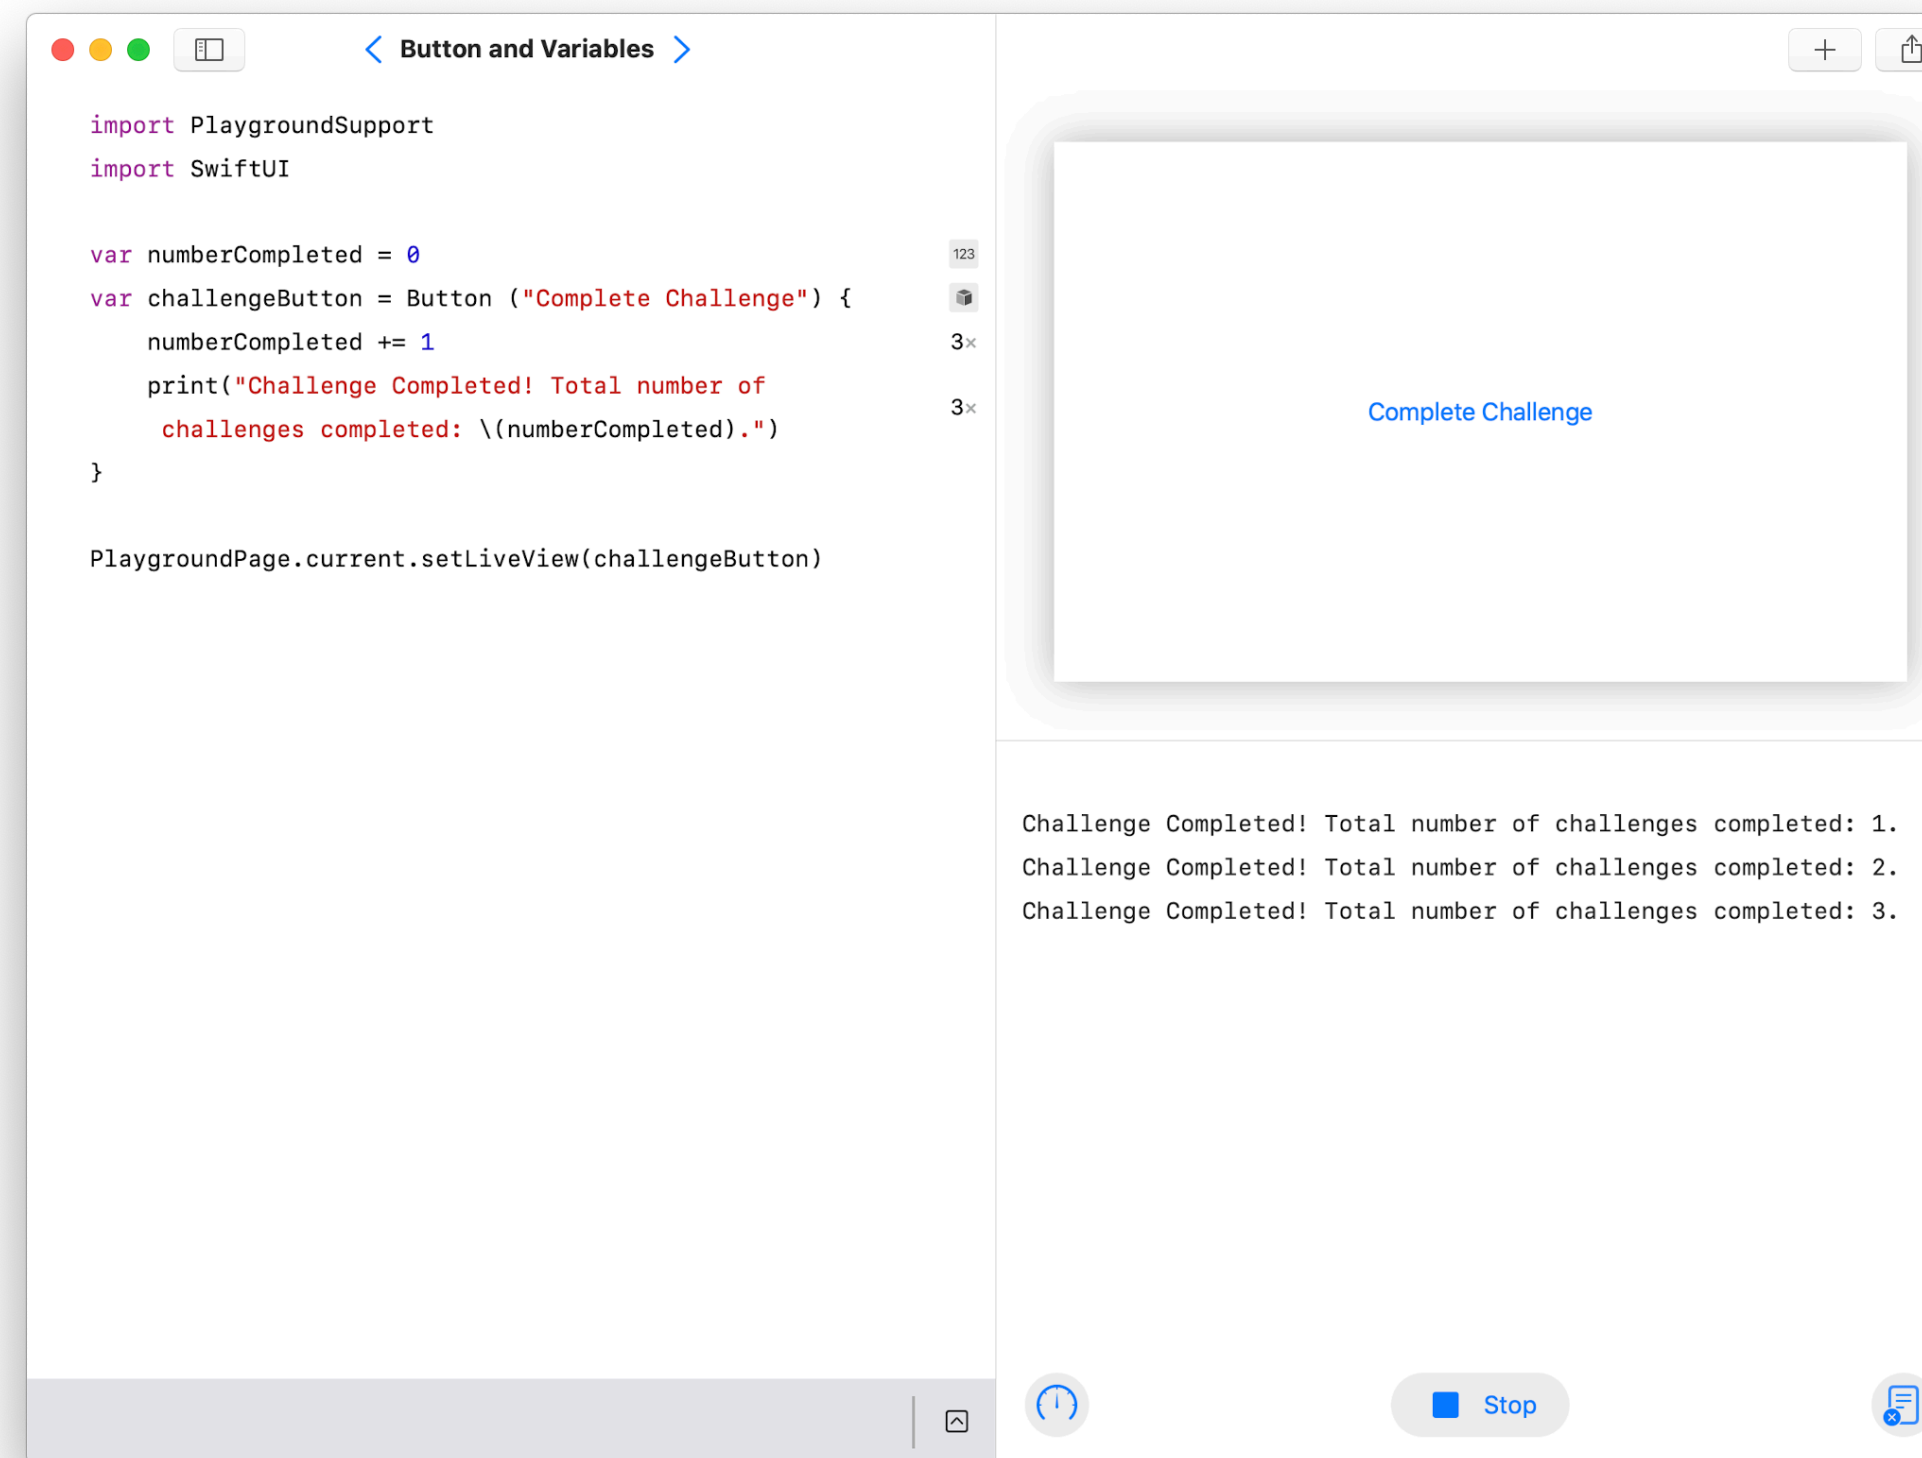 Button and Variables
import PlaygroundSupport
import SwiftUI
var numberCompleted = 0
123
var challengeButton = Button ("Complete Challenge") {
numberCompleted += 1
3×
print("Challenge Completed! Total number of
challenges completed: \(numberCompleted).")
3×
}
PlaygroundPage.current.setLiveView(challengeButton)
Complete Challenge
Challenge Completed! Total number of challenges completed: 1.
Challenge Completed! Total number of challenges completed: 2.
Challenge Completed! Total number of challenges completed: 3.
Stop